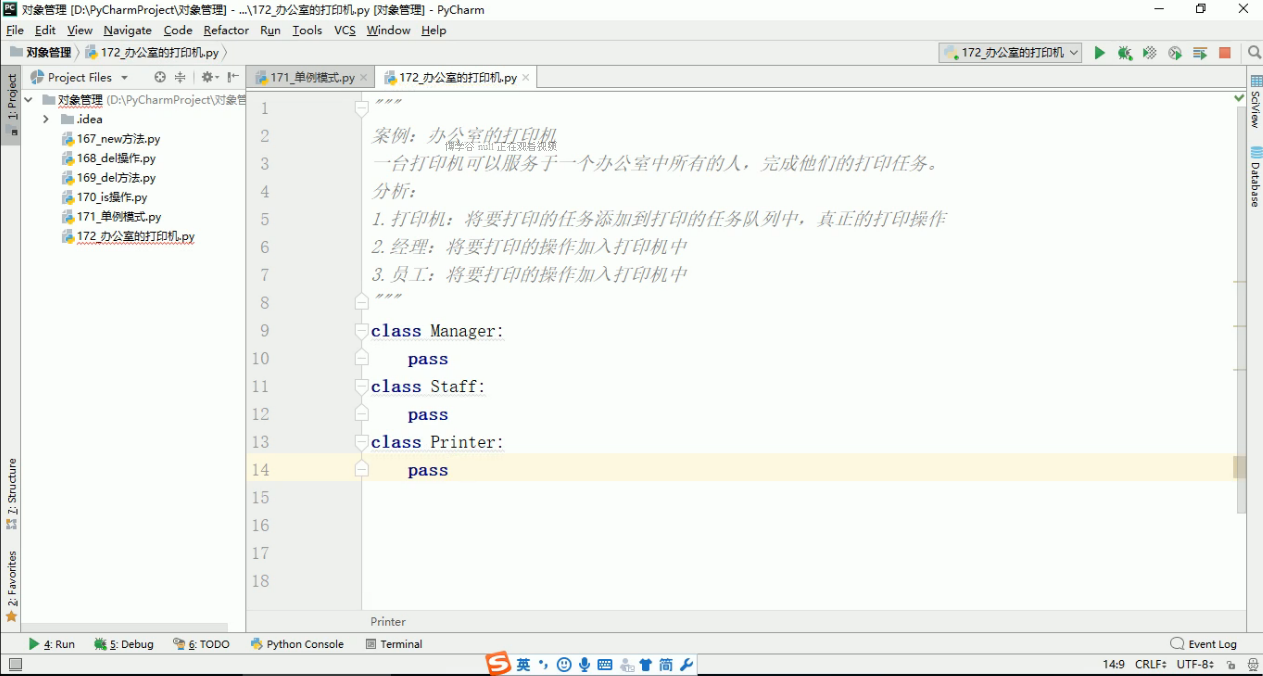 对象管理 [D:\PyCharmProject\对象管理] - ...\172_办公室的打印机.py [对象管理] - PyCharm
File Edit View Navigate Code Refactor Run Tools VCS Window Help
对象管理 172_办公室的打印机.py 172_办公室的打印机
Project Files 171_单例模式.py 172_办公室的打印机.py
1: Project
对象管理 (D:\PyCharmProject\对象管
.idea
167_new方法.py
168_del操作.py
169_del方法.py
170_is操作.py
171_单例模式.py
172_办公室的打印机.py
Z: Structure
2: Favorites
1 """
2 案例：办公室的打印机
博学谷 null 正在观看视频
3 一台打印机可以服务于一个办公室中所有的人，完成他们的打印任务。
4 分析：
5 1.打印机：将要打印的任务添加到打印的任务队列中，真正的打印操作
6 2.经理：将要打印的操作加入打印机中
7 3.员工：将要打印的操作加入打印机中
8 """
9 class Manager:
10 pass
11 class Staff:
12 pass
13 class Printer:
14 pass
15
16
17
18
Printer
SciView
Database
4: Run 5: Debug 6: TODO Python Console Terminal Event Log
S 英 简 14:9 CRLF UTF-8